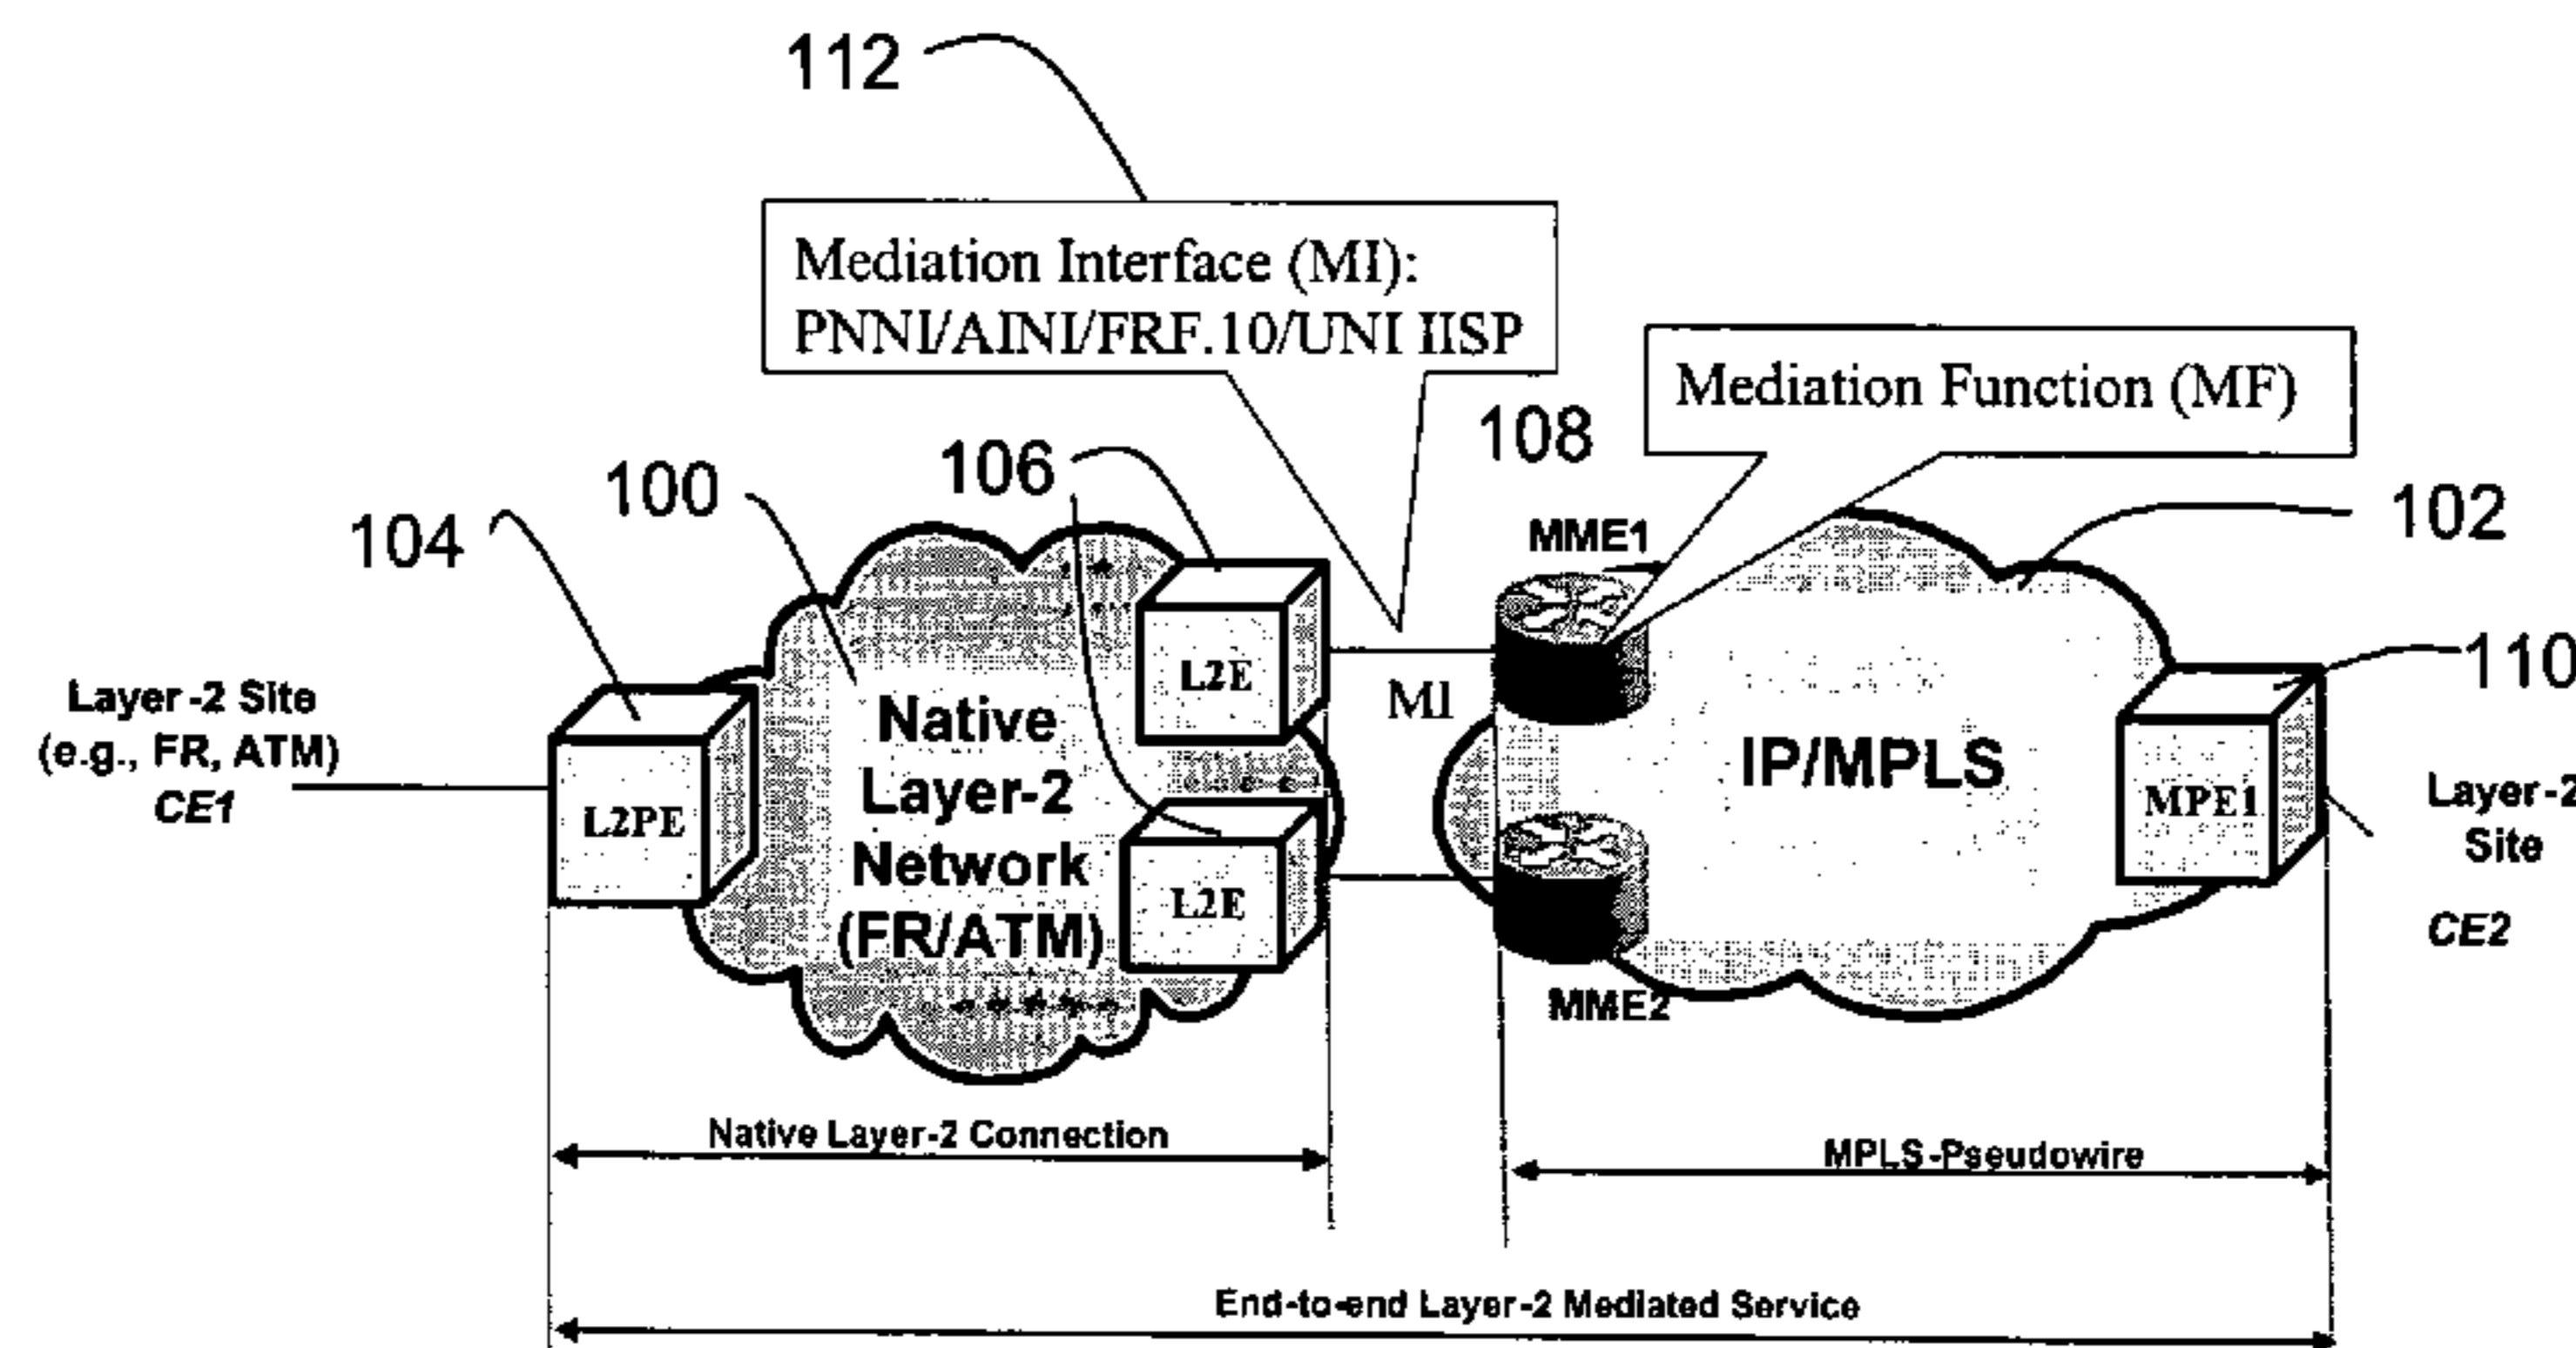 112
Mediation Interface (MI):
PNNI/AINI/FRF.10/UNI IISP
Mediation Function (MF)
108
106
100
104
102
110
MME1
L2E
MI
Layer-2 Site
(e.g., FR, ATM)
CE1
L2PE
Native
Layer-2
Network
(FR/ATM)
L2E
IP/MPLS
MPE1
Layer-2
Site
CE2
MME2
Native Layer-2 Connection
MPLS-Pseudowire
End-to-end Layer-2 Mediated Service